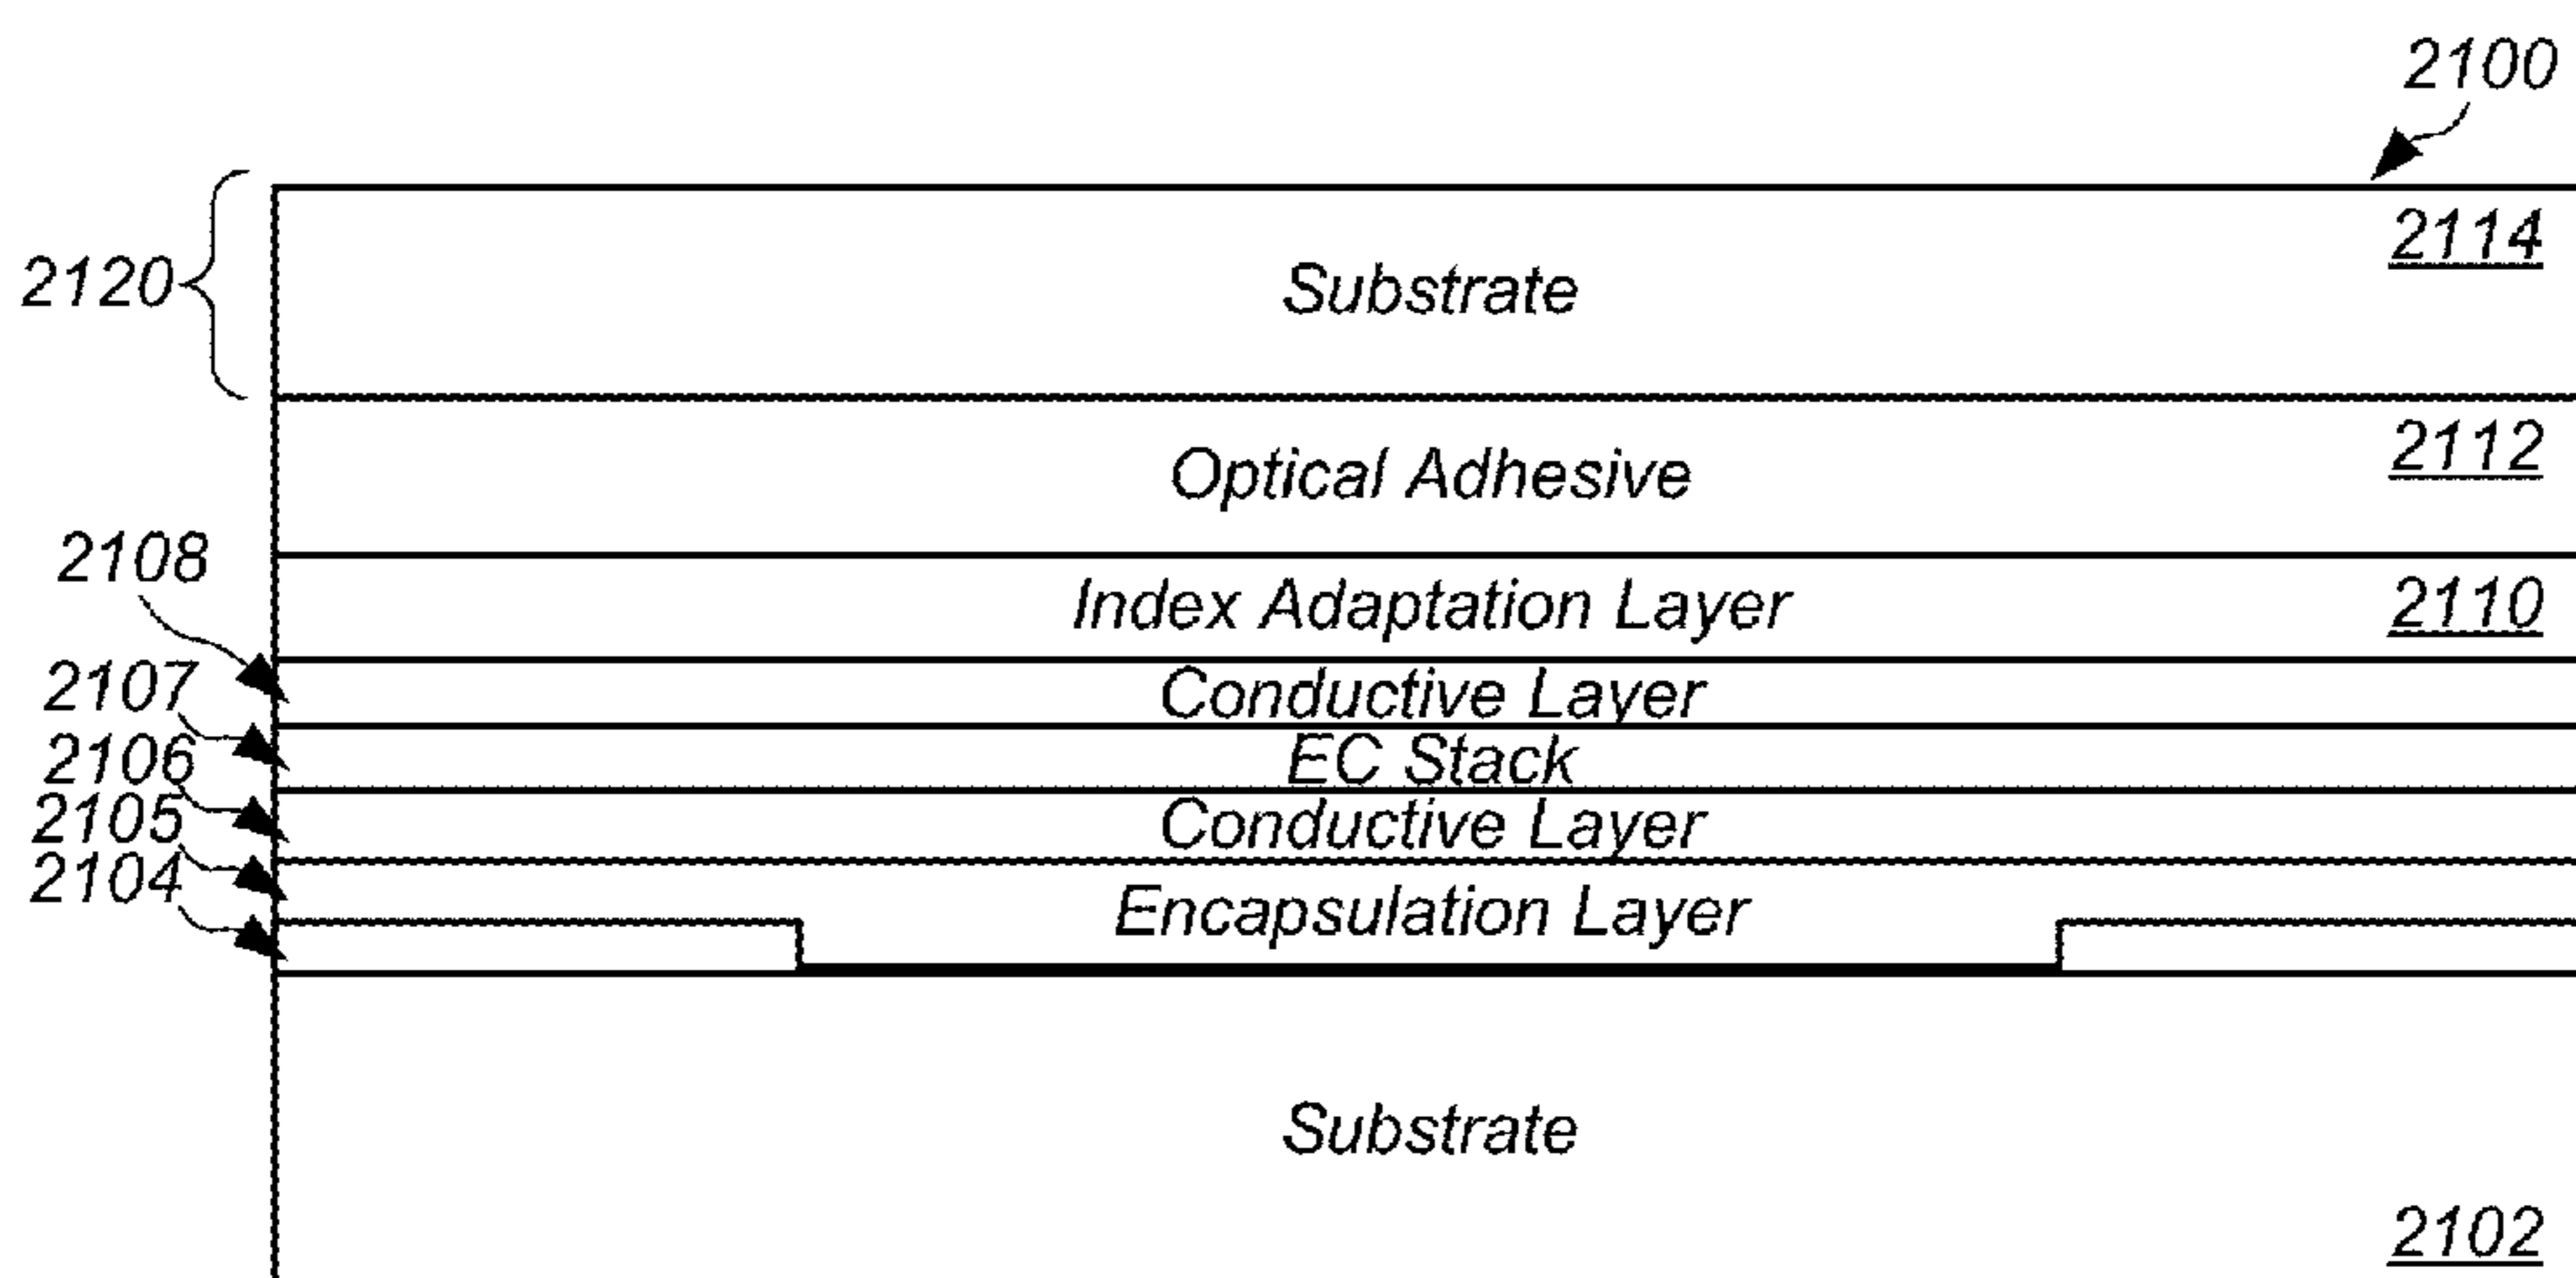 2100
2114
2120
Substrate
2112
Optical Adhesive
2108
Index Adaptation Layer
2110
2107
Conductive Layer
2106
EC Stack
2105
Conductive Layer
2104
Encapsulation Layer
Substrate
2102